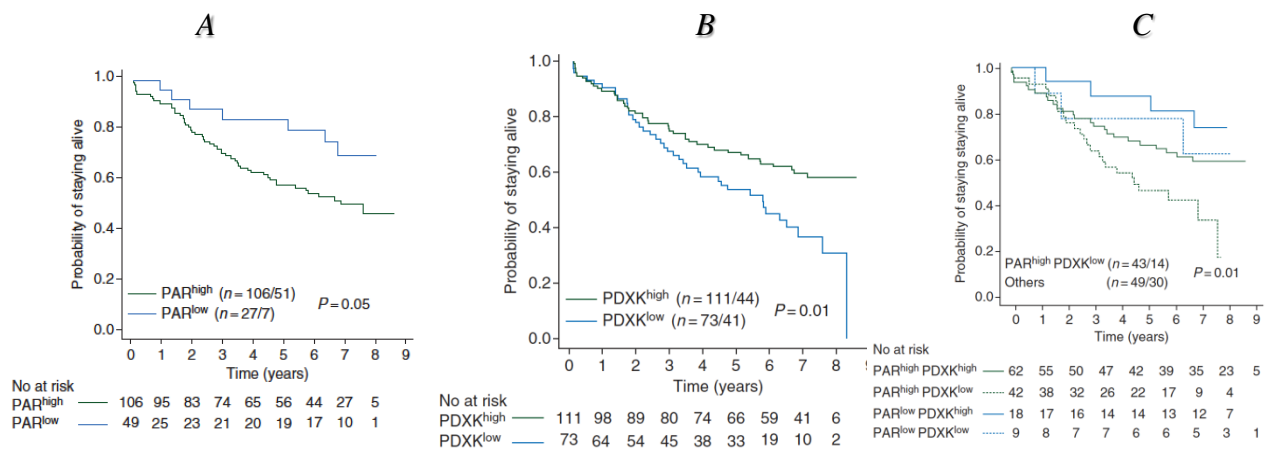 A
Probability of staying alive
1.0
0.8
0.6
0.4
0.2
0.0
PARhigh (n = 106/51)
PARlow (n = 27/7)
P = 0.05
0 1 2 3 4 5 6 7 8 9
Time (years)
No at risk
PARhigh 106 95 83 74 65 56 44 27 5
PARlow 49 25 23 21 20 19 17 10 1
B
Probability of staying alive
1.0
0.8
0.6
0.4
0.2
0.0
PDXKhigh (n = 111/44)
PDXKlow (n = 73/41)
P = 0.01
0 1 2 3 4 5 6 7 8 9
Time (years)
No at risk
PDXKhigh 111 98 89 80 74 66 59 41 6
PDXKlow 73 64 54 45 38 33 19 10 2
C
Probability of staying alive
1.0
0.8
0.6
0.4
0.2
0.0
PARhigh PDXKlow (n = 43/14)
Others (n = 49/30)
P = 0.01
0 1 2 3 4 5 6 7 8 9
Time (years)
No at risk
PARhigh PDXKhigh 62 55 50 47 42 39 35 23 5
PARhigh PDXKlow 42 38 32 26 22 17 9 4
PARlow PDXKhigh 18 17 16 14 14 13 12 7
PARlow PDXKlow 9 8 7 7 6 6 5 3 1